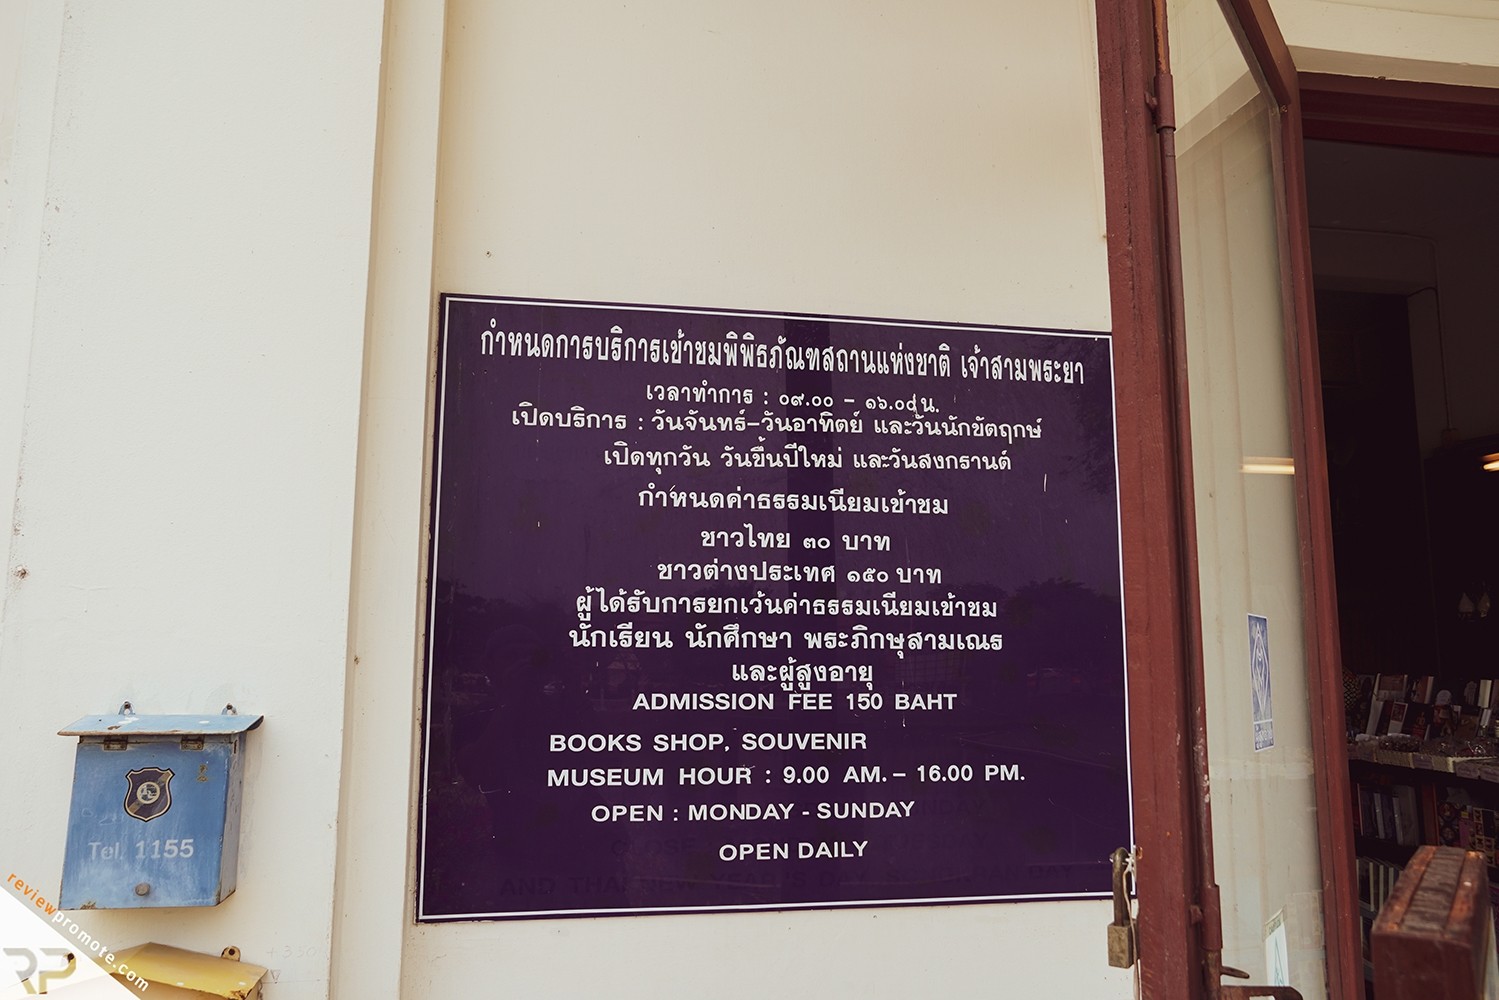 กำหนดการบริการเข้าชมพิพิธภัณฑสถานแห่งชาติ เจ้าสามพระยา
เวลาทำการ : ๐๙.๐๐ – ๑๖.๐๐ น.
เปิดบริการ : วันจันทร์-วันอาทิตย์ และวันนักขัตฤกษ์
เปิดทุกวัน วันขึ้นปีใหม่ และวันสงกรานต์
กำหนดค่าธรรมเนียมเข้าชม
ชาวไทย ๓๐ บาท
ชาวต่างประเทศ ๑๕๐ บาท
ผู้ได้รับการยกเว้นค่าธรรมเนียมเข้าชม
นักเรียน นักศึกษา พระภิกษุสามเณร
และผู้สูงอายุ
ADMISSION FEE 150 BAHT
BOOKS SHOP, SOUVENIR
MUSEUM HOUR : 9.00 AM. – 16.00 PM.
OPEN : MONDAY - SUNDAY
OPEN DAILY
Tel. 1155
reviewpromote.com
RP